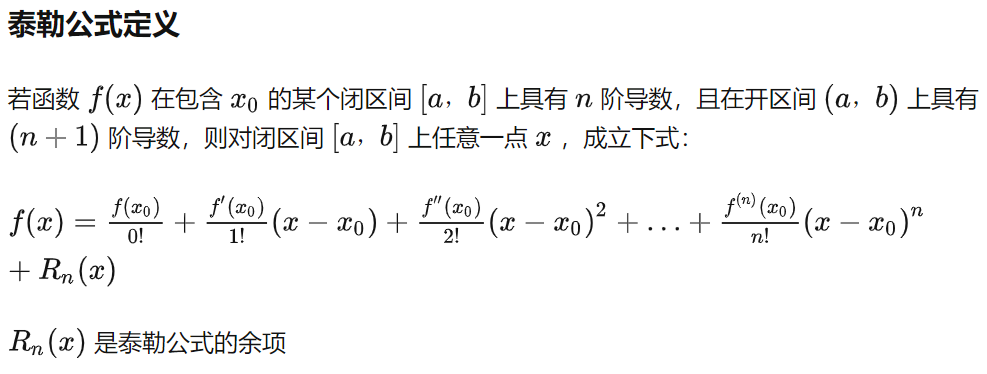 泰勒公式定义
若函数 $f(x)$ 在包含 $x_0$ 的某个闭区间 $[a，b]$ 上具有 $n$ 阶导数，且在开区间 $(a，b)$ 上具有
$(n+1)$ 阶导数，则对闭区间 $[a，b]$ 上任意一点 $x$ ，成立下式：
$f(x) = \frac{f(x_0)}{0!} + \frac{f'(x_0)}{1!}(x-x_0) + \frac{f''(x_0)}{2!}(x-x_0)^2 + \ldots + \frac{f^{(n)}(x_0)}{n!}(x-x_0)^n$
$+ R_n(x)$
$R_n(x)$ 是泰勒公式的余项